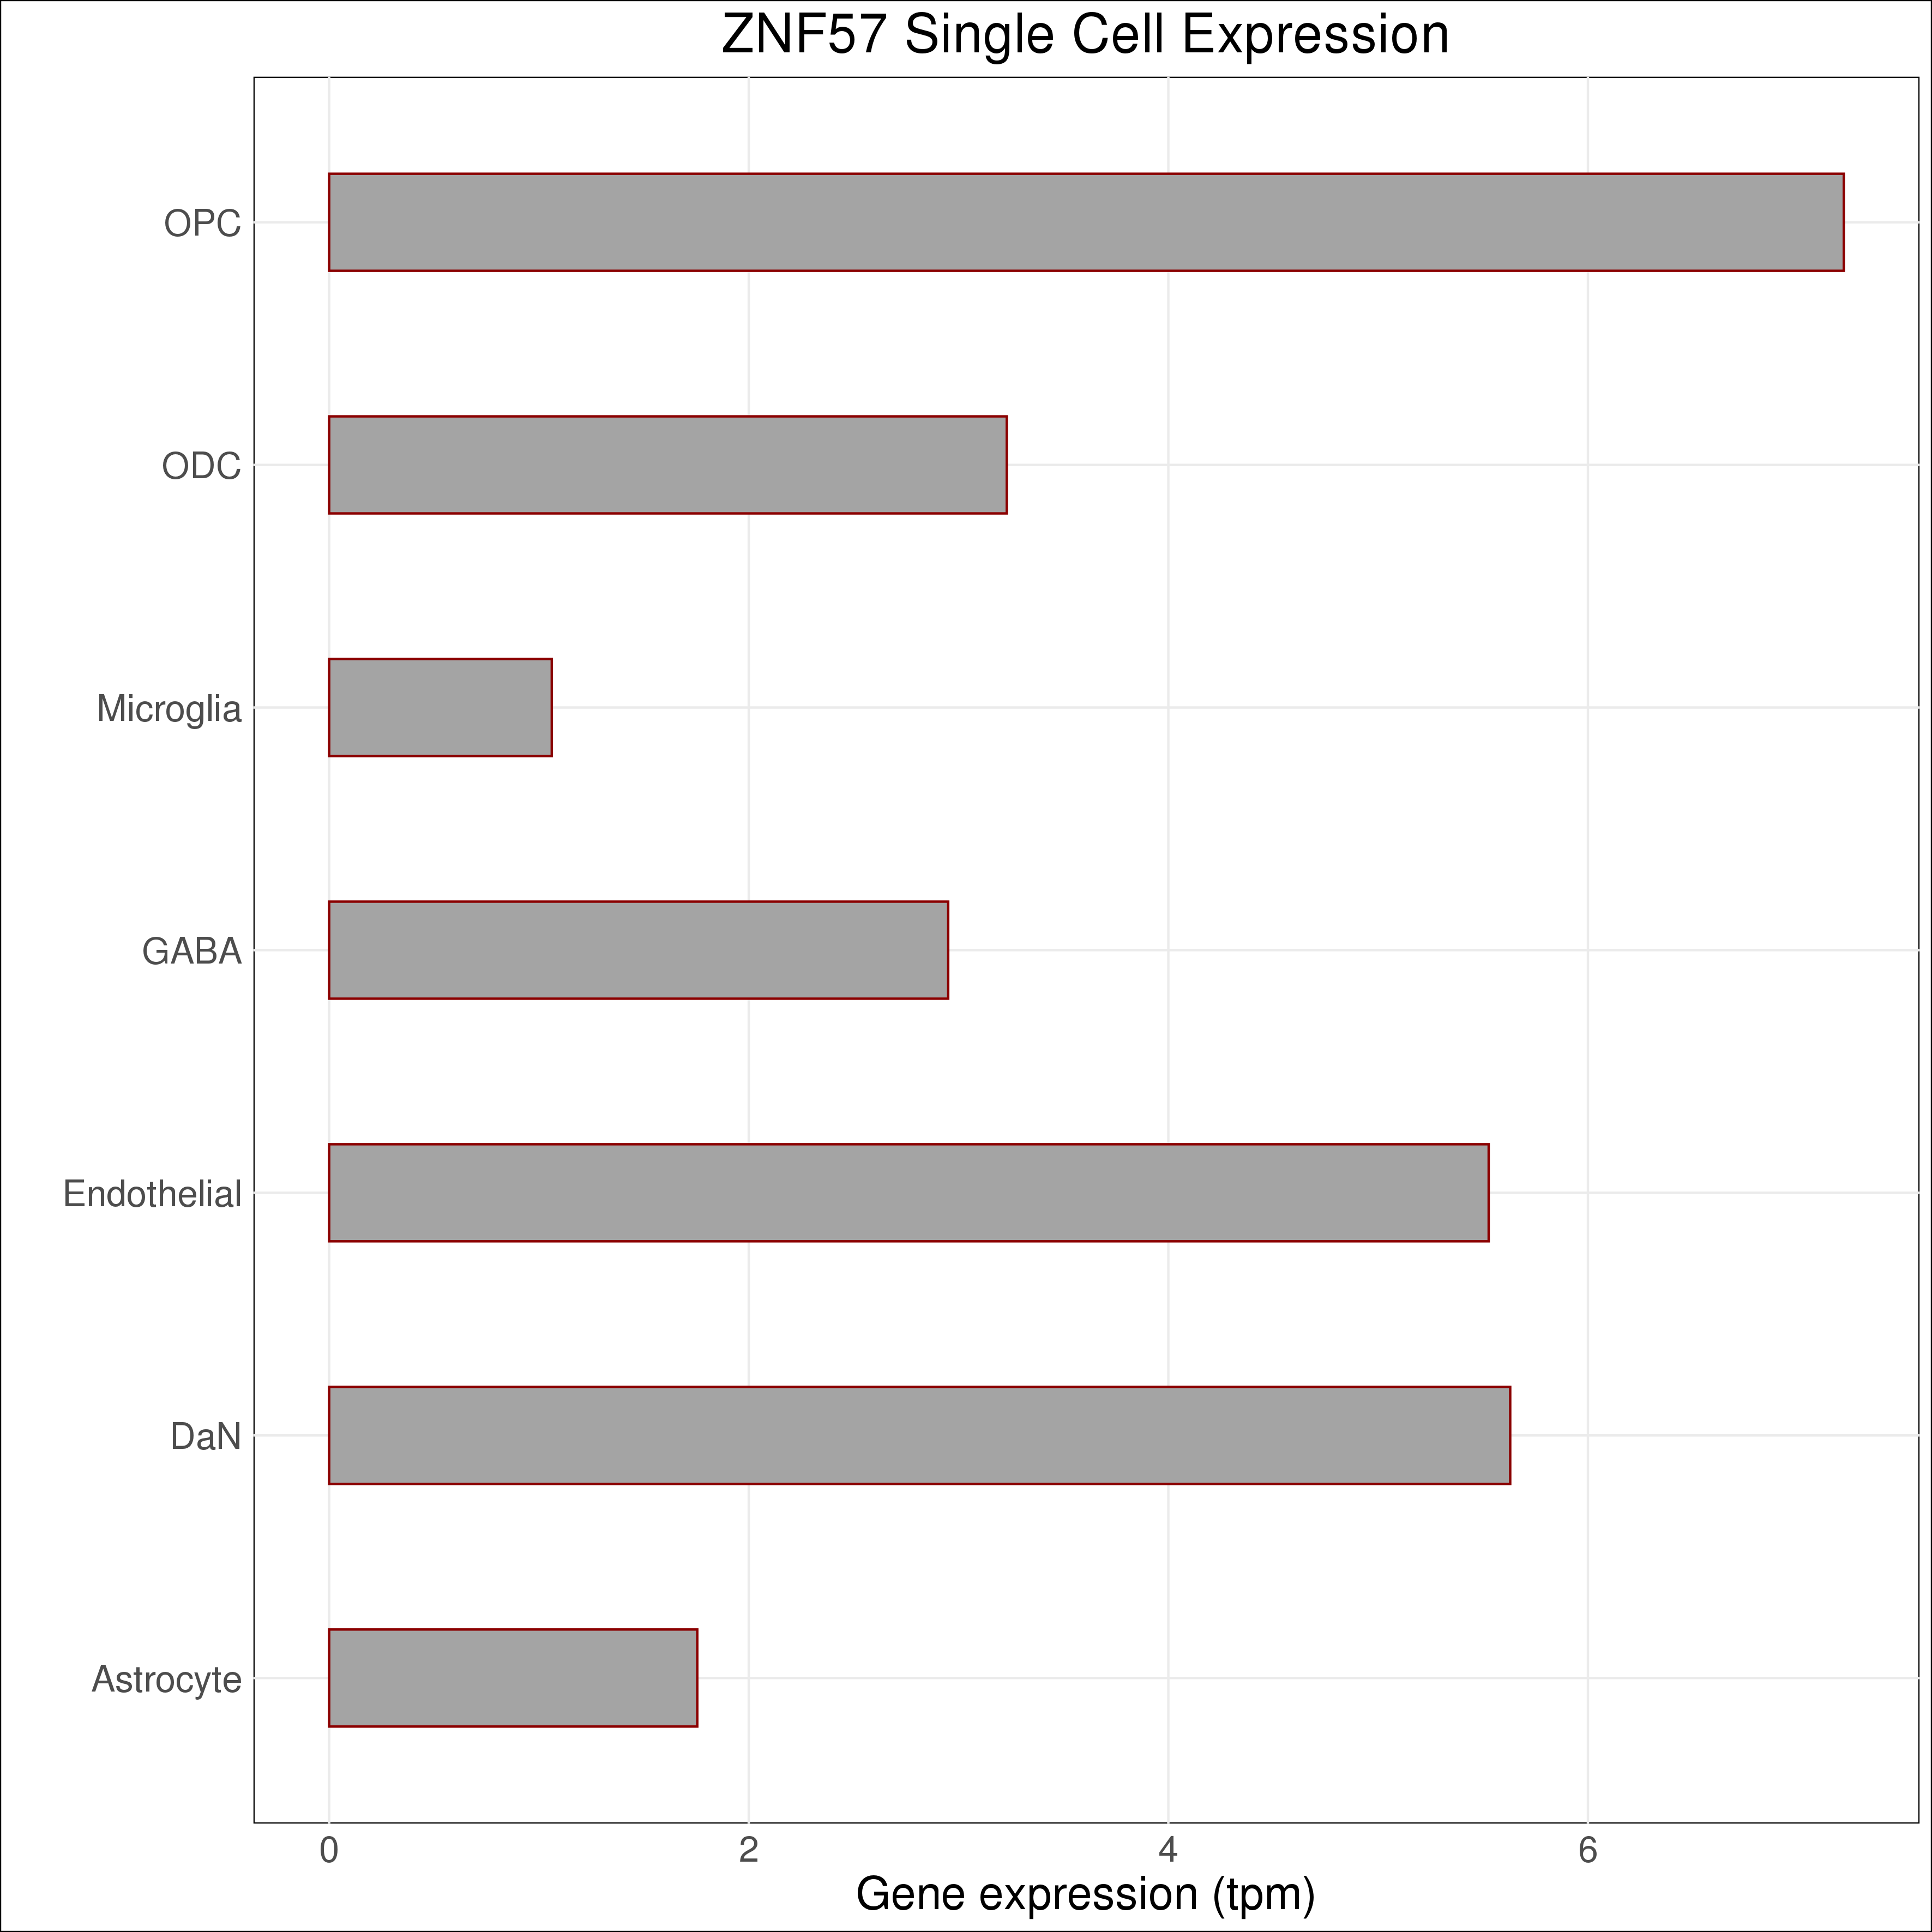 ZNF57 Single Cell Expression
OPC
ODC
Microglia
GABA
Endothelial
DaN
Astrocyte
0 2 4 6
Gene expression (tpm)